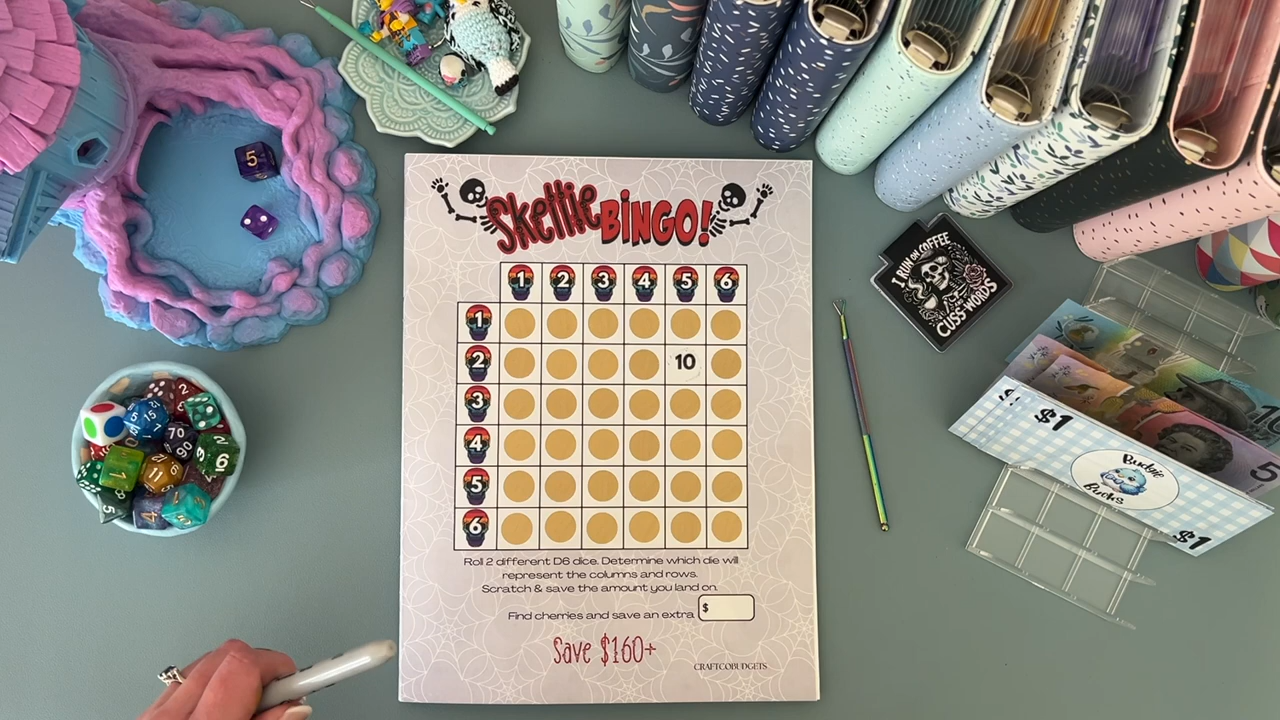 Skellie BINGO!
1 2 3 4 5 6
1
2 10
3
4
5
6
Roll 2 different D6 dice. Determine which die will
represent the columns and rows.
Scratch & save the amount you land on.
Find cherries and save an extra $
Save $160+
CRAFTCOBUDGETS
5
I RUN ON COFFEE
CUSS WORDS
$1
Budgie
Bucks
$1
10
5